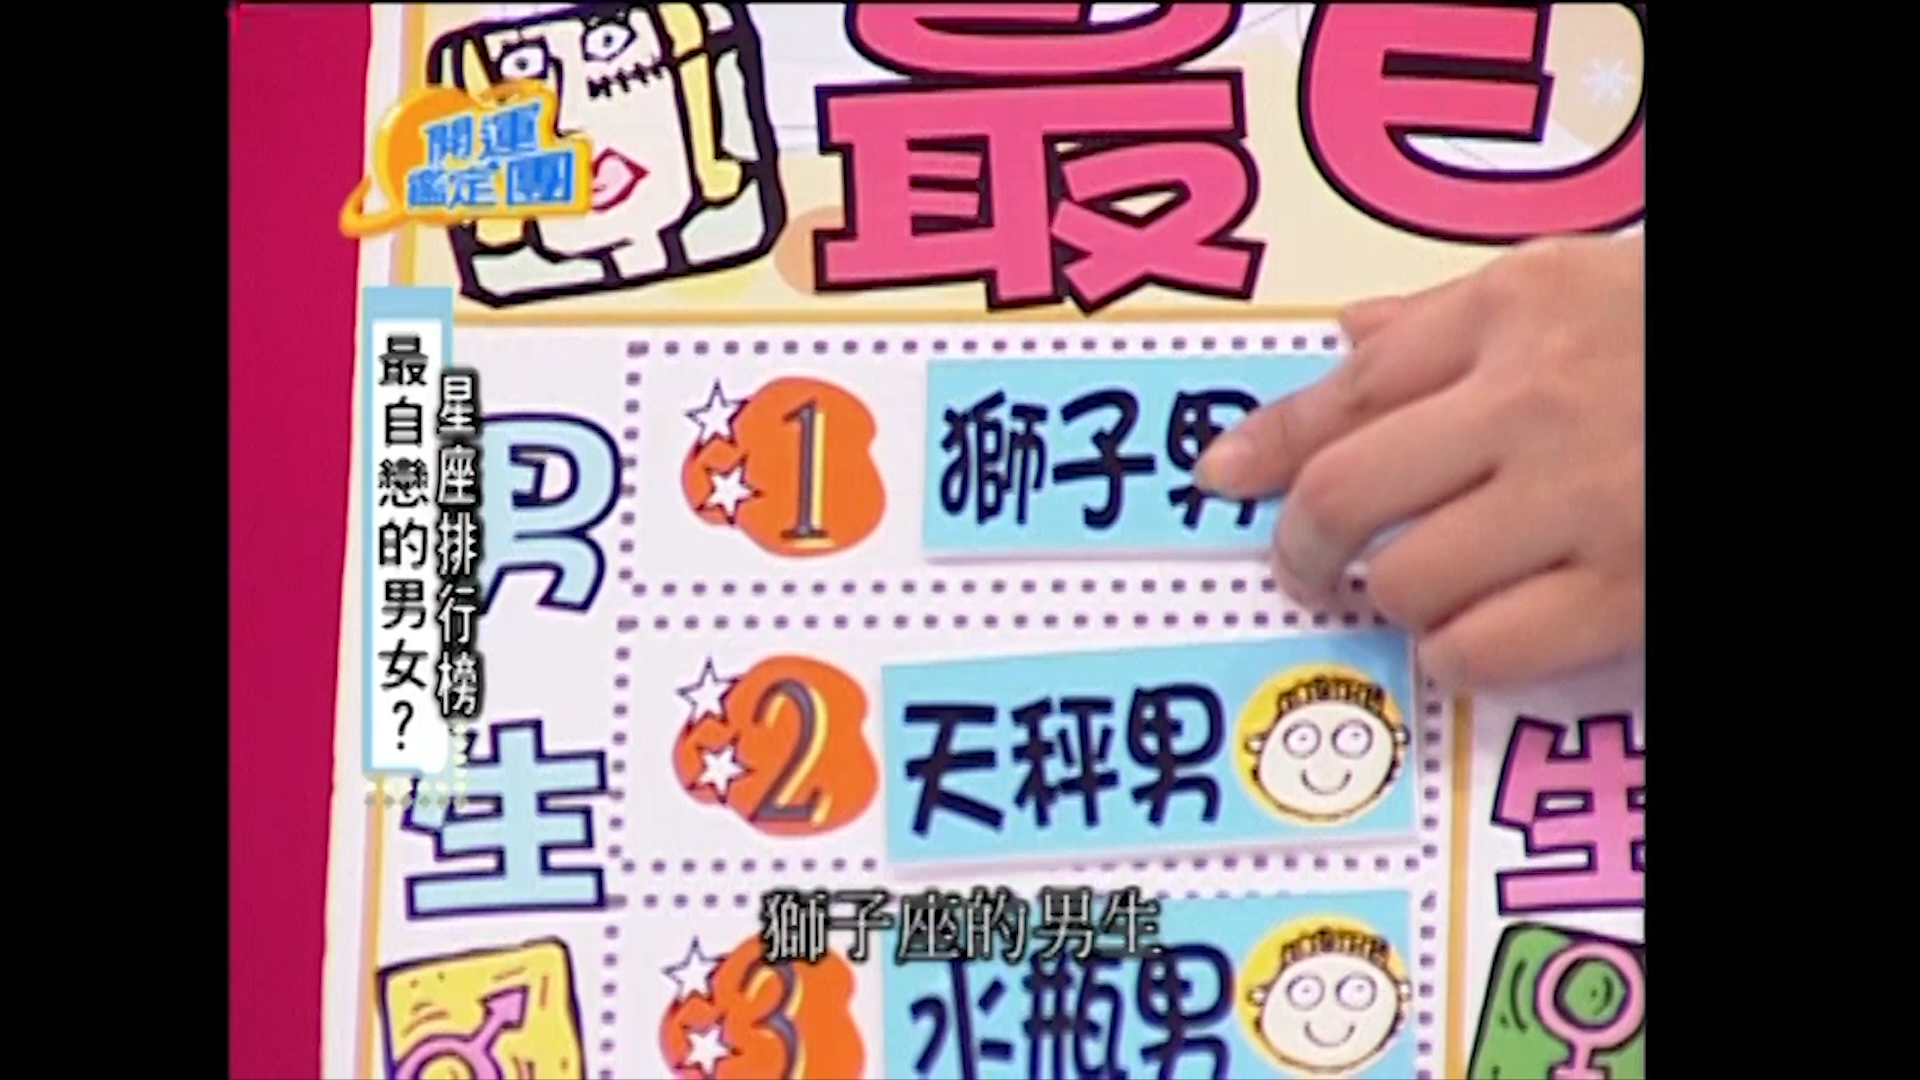 最自
開運
鑑定團
星座排行榜
最自戀的男女？
男生
1
獅子男
2
天秤男
3
水瓶男
生
獅子座的男生